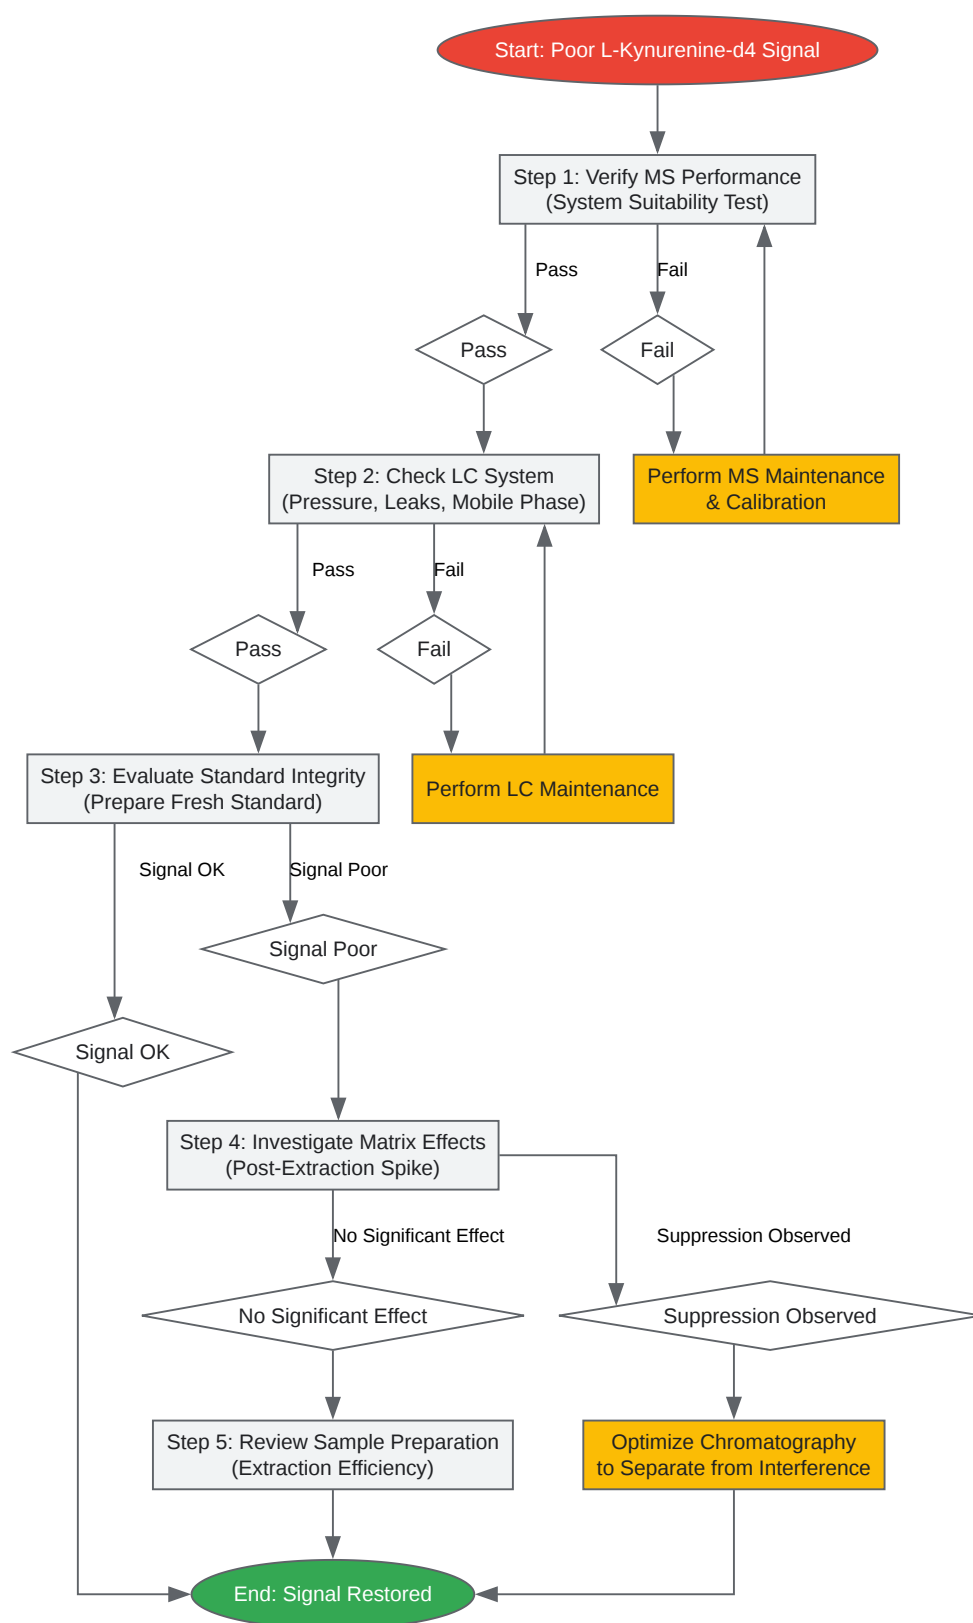 Start: Poor L-Kynurenine-d4 Signal
Step 1: Verify MS Performance
(System Suitability Test)
Pass
Fail
Pass
Fail
Step 2: Check LC System
(Pressure, Leaks, Mobile Phase)
Perform MS Maintenance
& Calibration
Pass
Fail
Pass
Fail
Step 3: Evaluate Standard Integrity
(Prepare Fresh Standard)
Perform LC Maintenance
Signal OK
Signal Poor
Signal Poor
Signal OK
Step 4: Investigate Matrix Effects
(Post-Extraction Spike)
No Significant Effect
Suppression Observed
No Significant Effect
Suppression Observed
Step 5: Review Sample Preparation
(Extraction Efficiency)
Optimize Chromatography
to Separate from Interference
End: Signal Restored